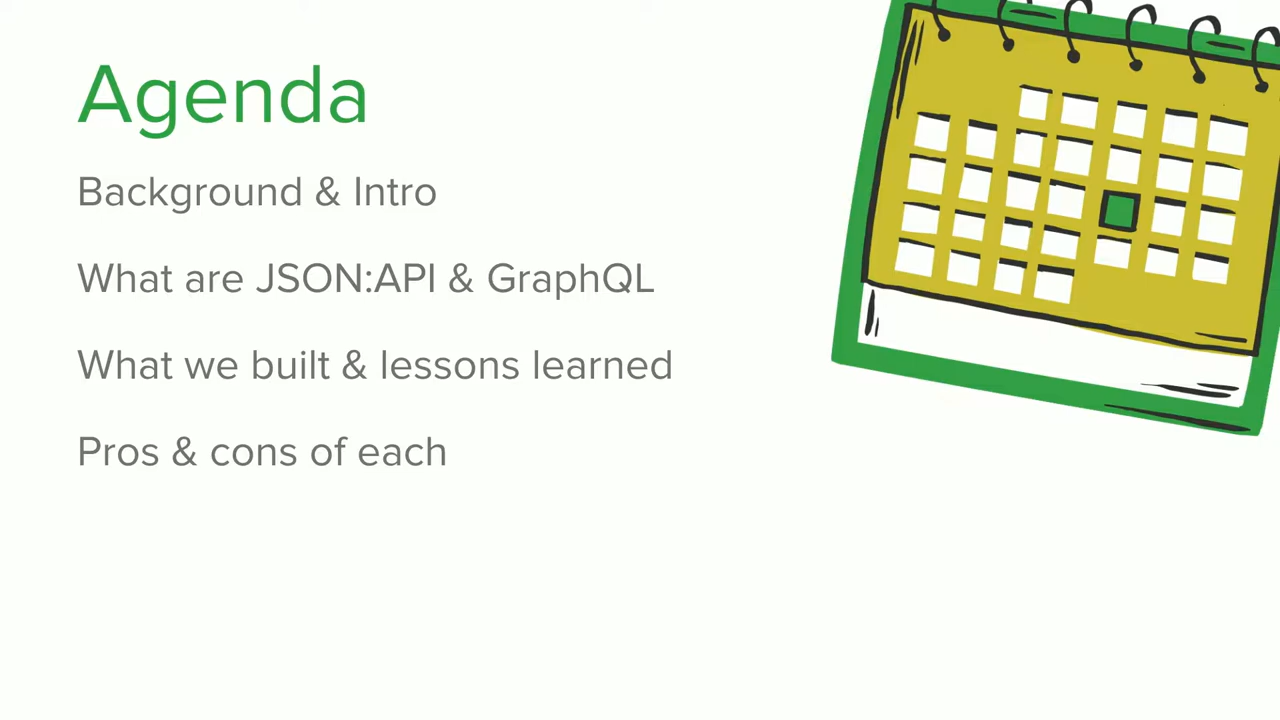 Agenda
Background & Intro
What are JSON:API & GraphQL
What we built & lessons learned
Pros & cons of each